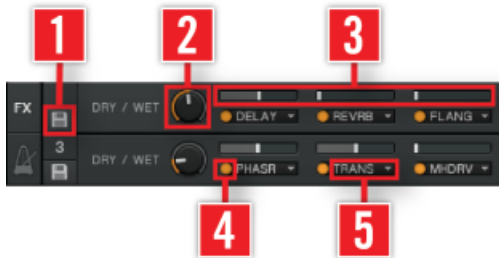 1 2 3
FX DRY / WET DELAY REVRB FLANG
3
DRY / WET PHASR TRANS MHDRV
4 5